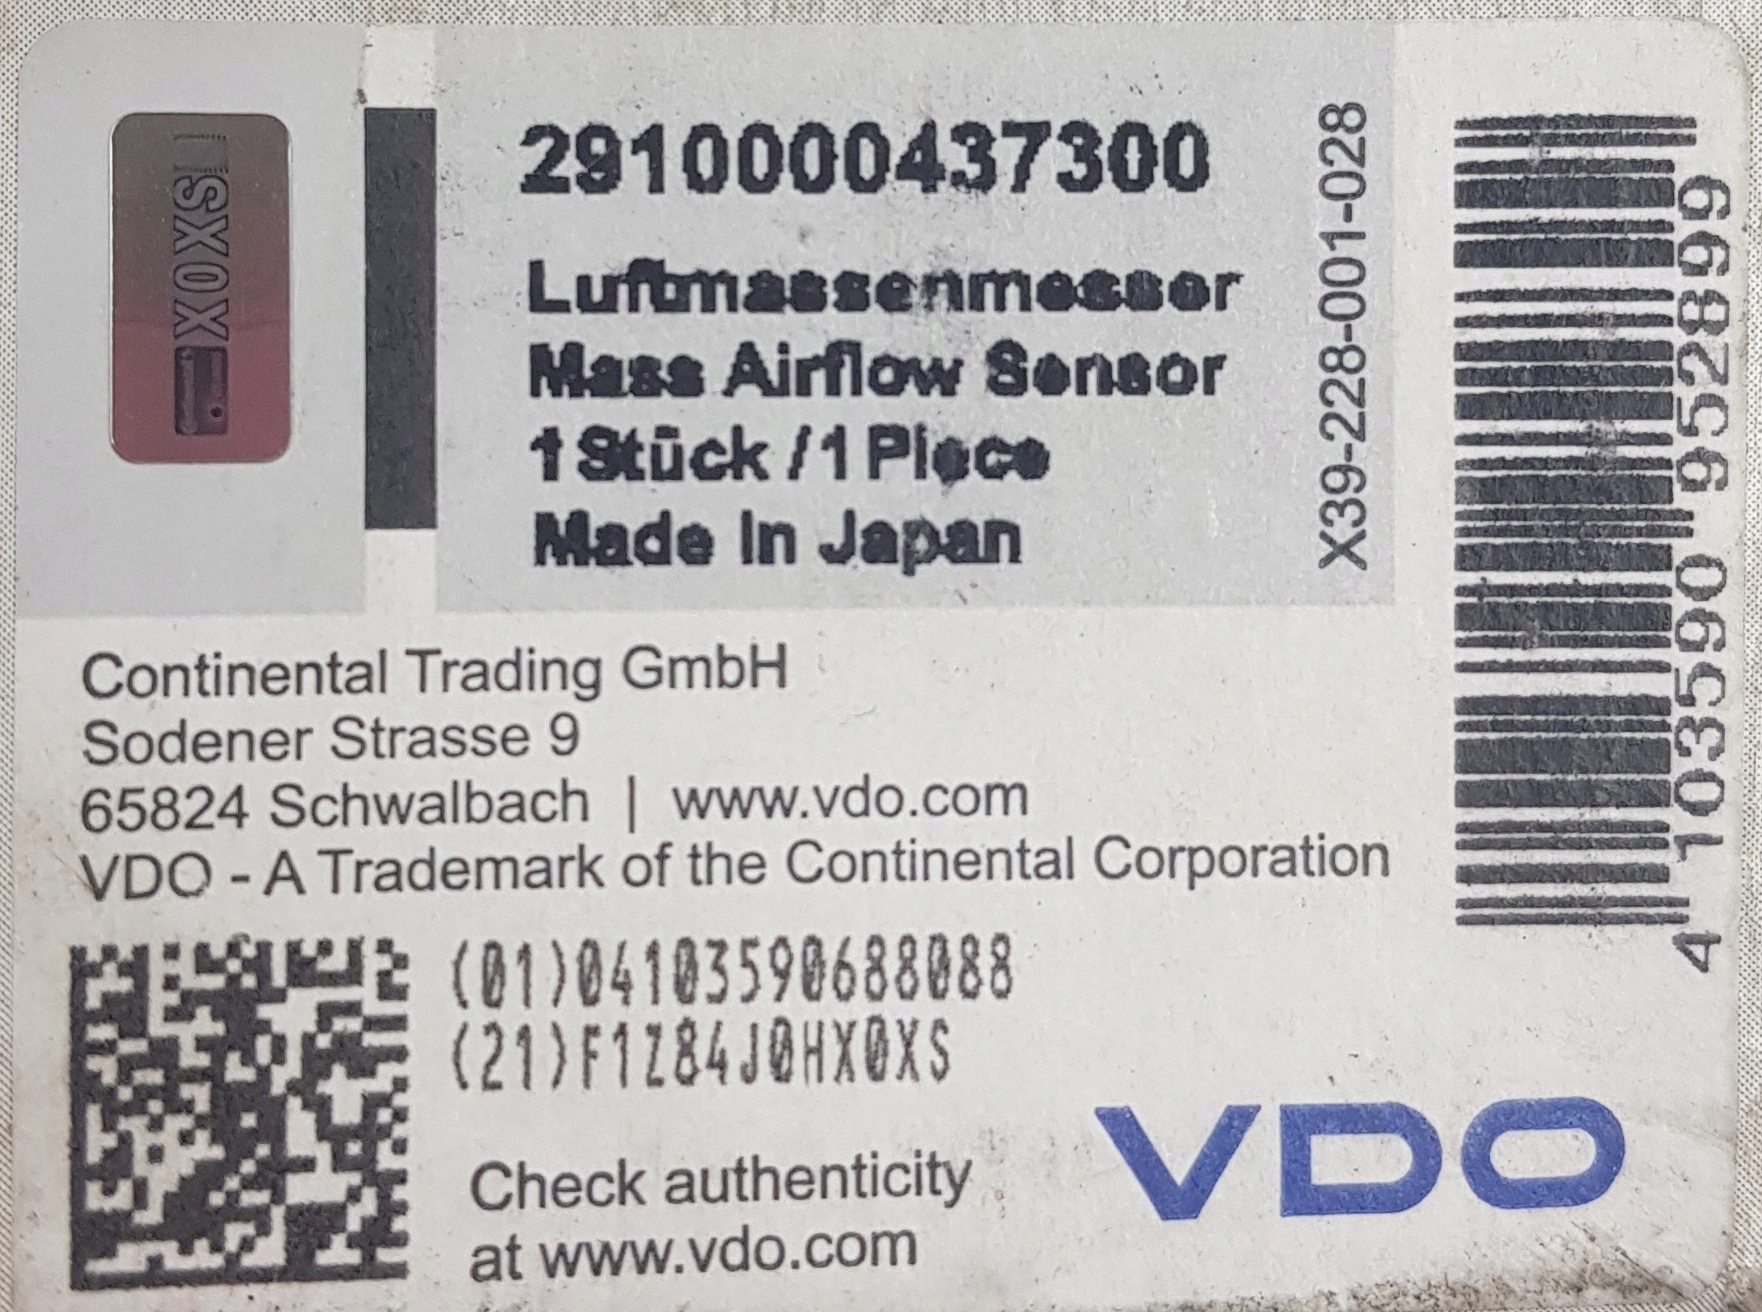 2910000437300
Luftmassenmesser
Mass Airflow Sensor
1 Stück / 1 Piece
Made In Japan
X39-228-001-028
4 103590 952899
X0XS
Continental Trading GmbH
Sodener Strasse 9
65824 Schwalbach | www.vdo.com
VDO - A Trademark of the Continental Corporation
(01)04103590688088
(21)F1Z84J0HX0XS
Check authenticity
at www.vdo.com
VDO